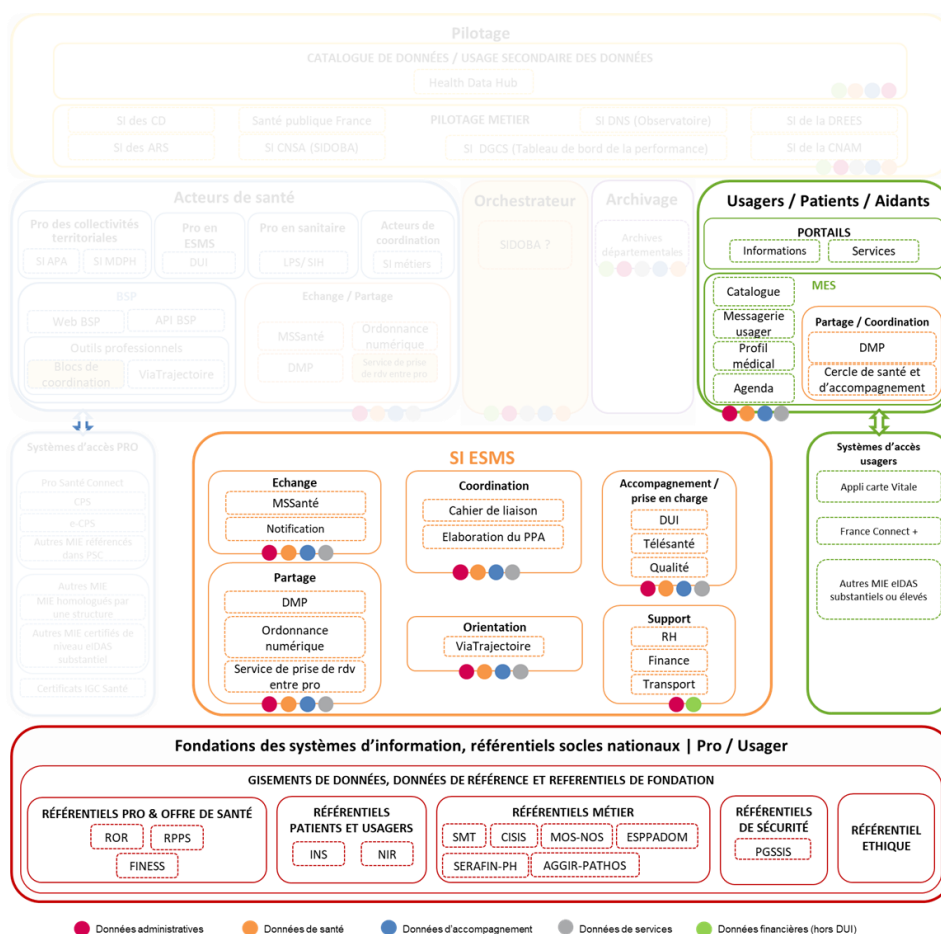 Pilotage
CATALOGUE DE DONNÉES / USAGE SECONDAIRE DES DONNÉES
Health Data Hub
SI des CD
Santé publique France
PILOTAGE METIER
SI DNS (Observatoire)
SI de la DREES
SI des ARS
SI CNSA (SIDOBA)
SI DGCS (Tableau de bord de la performance)
SI de la CNAM
Acteurs de santé
Pro des collectivités
territoriales
SI APA
SI MDPH
Pro en
ESMS
DUI
Pro en sanitaire
LPS/ SIH
Acteurs de
coordination
SI métiers
BSP
Web BSP
API BSP
Outils professionnels
Blocs de
coordination
ViaTrajectoire
Echange / Partage
MSSanté
Ordonnance
numérique
DMP
Service de prise
de rdv entre pro
Orchestrateur
SIDOBA ?
Archivage
Archives
départementales
Usagers / Patients / Aidants
PORTAILS
Informations
Services
MES
Catalogue
Messagerie
usager
Profil
médical
Agenda
Partage / Coordination
DMP
Cercle de santé et
d'accompagnement
Systèmes d'accès PRO
Pro Santé Connect
CPS
e-CPS
Autres MIE référencés
dans PSC
Autres MIE
MIE homologués par
une structure
Autres MIE certifiés de
niveau eIDAS
substantiel
Certificats IGC Santé
SI ESMS
Echange
MSSanté
Notification
Partage
DMP
Ordonnance
numérique
Service de prise de rdv
entre pro
Coordination
Cahier de liaison
Elaboration du PPA
Orientation
ViaTrajectoire
Accompagnement /
prise en charge
DUI
Télésanté
Qualité
Support
RH
Finance
Transport
Systèmes d'accès
usagers
Appli carte Vitale
France Connect +
Autres MIE eIDAS
substantiels ou élevés
Fondations des systèmes d'information, référentiels socles nationaux | Pro / Usager
GISEMENTS DE DONNÉES, DONNÉES DE RÉFÉRENCE ET REFERENTIELS DE FONDATION
RÉFÉRENTIELS PRO & OFFRE DE SANTÉ
ROR
RPPS
FINESS
RÉFÉRENTIELS
PATIENTS ET USAGERS
INS
NIR
RÉFÉRENTIELS MÉTIER
SMT
CISIS
MOS-NOS
ESPPADOM
SERAFIN-PH
AGGIR-PATHOS
RÉFÉRENTIELS
DE SÉCURITÉ
PGSSIS
RÉFÉRENTIEL
ETHIQUE
Données administratives
Données de santé
Données d'accompagnement
Données de services
Données financières (hors DUI)